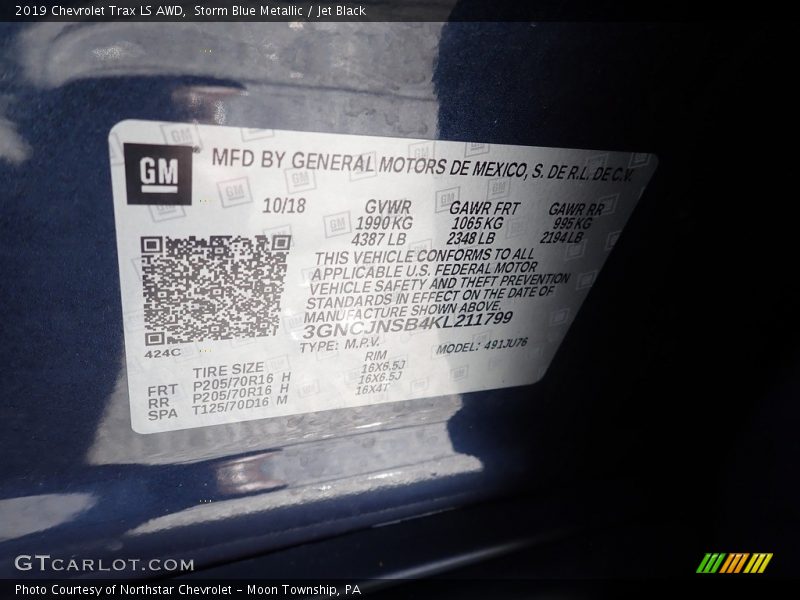 2019 Chevrolet Trax LS AWD,  Storm Blue Metallic / Jet Black
GM MFD BY GENERAL MOTORS DE MEXICO, S. DE R.L. DE C.V.
10/18 GVWR GAWR FRT GAWR RR
1990 KG 1065 KG 995 KG
4387 LB 2348 LB 2194 LB
THIS VEHICLE CONFORMS TO ALL
APPLICABLE U.S. FEDERAL MOTOR
VEHICLE SAFETY AND THEFT PREVENTION
STANDARDS IN EFFECT ON THE DATE OF
MANUFACTURE SHOWN ABOVE.
3GNCJNSB4KL211799
424C TYPE: M.P.V. MODEL: 491JU76
TIRE SIZE RIM
FRT P205/70R16 H 16X6.5J
RR P205/70R16 H 16X6.5J
SPA T125/70D16 M 16X4T
GTCARLOT.COM
Photo Courtesy of Northstar Chevrolet - Moon Township, PA